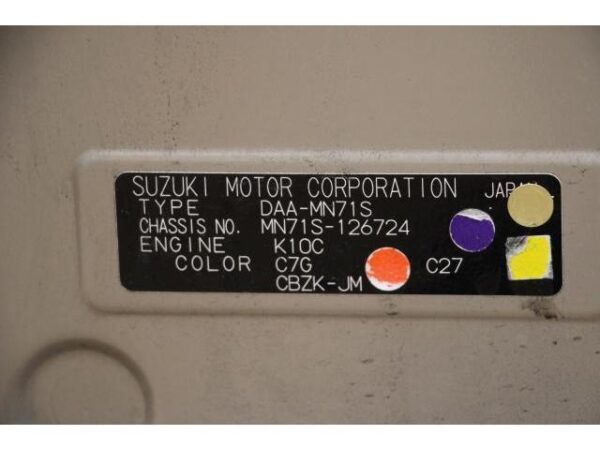 SUZUKI MOTOR CORPORATION
TYPE DAA-MN71S
CHASSIS NO. MN71S-126724
ENGINE K10C
COLOR C7G C27
CBZK-JM